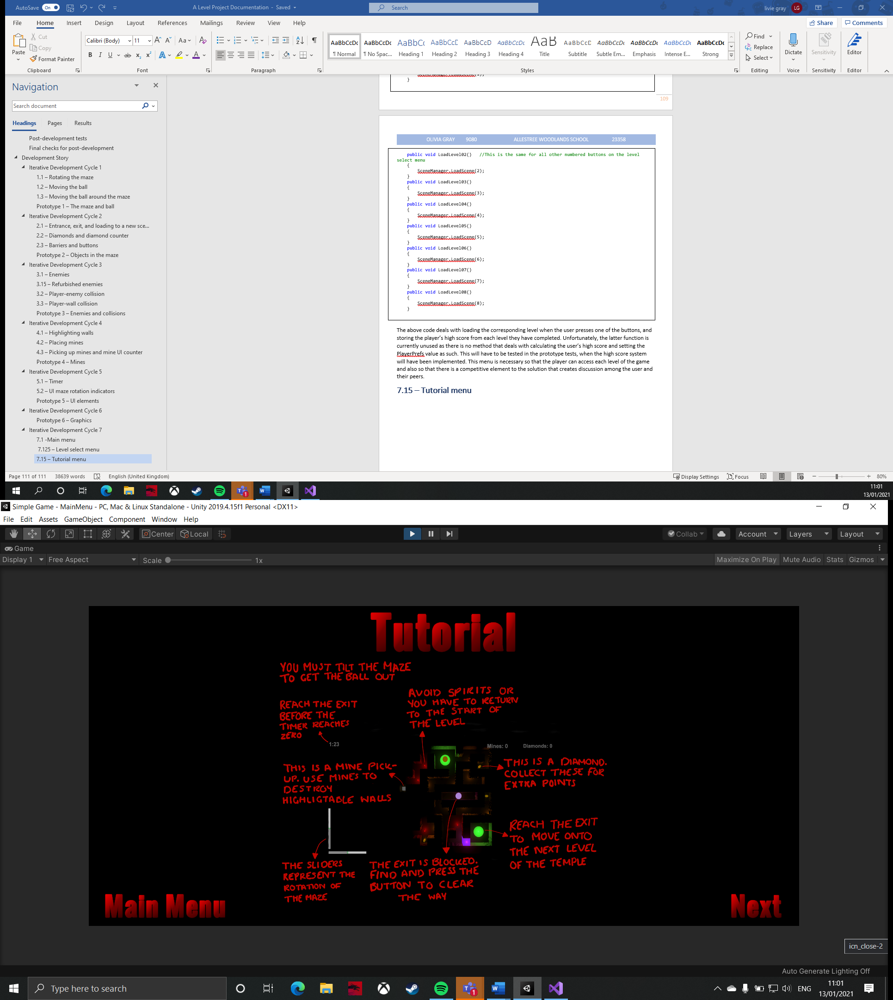 AutoSave On A Level Project Documentation - Saved Search livie gray LG
File Home Insert Design Layout References Mailings Review View Help Share Comments
Paste Cut Copy Format Painter
Calibri (Body) 11
AaBbCcDc AaBbCcDc AaBbCc AaBbCcD AaBbCcD AaBbCcDc AaB AaBbCcD AaBbCcDc AaBbCcDc AaBbCcDc AaBbCcDc
¶ Normal ¶ No Spac... Heading 1 Heading 2 Heading 3 Heading 4 Title Subtitle Subtle Em... Emphasis Intense E... Strong
Find Replace Select Dictate Sensitivity Editor
Clipboard Font Paragraph Styles Editing Voice Sensitivity Editor
Navigation
Search document
Headings Pages Results
Post-development tests
Final checks for post-development
Development Story
Iterative Development Cycle 1
1.1 – Rotating the maze
1.2 – Moving the ball
1.3 – Moving the ball around the maze
Prototype 1 – The maze and ball
Iterative Development Cycle 2
2.1 – Entrance, exit, and loading to a new sce...
2.2 – Diamonds and diamond counter
2.3 – Barriers and buttons
Prototype 2 – Objects in the maze
Iterative Development Cycle 3
3.1 – Enemies
3.15 – Refurbished enemies
3.2 – Player-enemy collision
3.3 – Player-wall collision
Prototype 3 – Enemies and collisions
Iterative Development Cycle 4
4.1 – Highlighting walls
4.2 – Placing mines
4.3 – Picking up mines and mine UI counter
Prototype 4 – Mines
Iterative Development Cycle 5
5.1 – Timer
5.2 – UI maze rotation indicators
Prototype 5 – UI elements
Iterative Development Cycle 6
Prototype 6 – Graphics
Iterative Development Cycle 7
7.1 -Main menu
7.125 – Level select menu
7.15 – Tutorial menu
}
109
OLIVIA GRAY 9080 ALLESTREE WOODLANDS SCHOOL 23358
public void LoadLevel02() //This is the same for all other numbered buttons on the level
select menu
{
SceneManager.LoadScene(2);
}
public void LoadLevel03()
{
SceneManager.LoadScene(3);
}
public void LoadLevel04()
{
SceneManager.LoadScene(4);
}
public void LoadLevel05()
{
SceneManager.LoadScene(5);
}
public void LoadLevel06()
{
SceneManager.LoadScene(6);
}
public void LoadLevel07()
{
SceneManager.LoadScene(7);
}
public void LoadLevel08()
{
SceneManager.LoadScene(8);
}
The above code deals with loading the corresponding level when the user presses one of the buttons, and
storing the player's high score from each level they have completed. Unfortunately, the latter function is
currently unused as there is no method that deals with calculating the user's high score and setting the
PlayerPrefs value as such. This will have to be tested in the prototype tests, when the high score system
will have been implemented. This menu is necessary so that the player can access each level of the game
and also so that there is a competitive element to the solution that creates discussion among the user and
their peers.
7.15 – Tutorial menu
Page 111 of 111 38639 words English (United Kingdom) Display Settings Focus 80%
11:01
13/01/2021
Simple Game - MainMenu - PC, Mac & Linux Standalone - Unity 2019.4.15f1 Personal <DX11>
File Edit Assets GameObject Component Window Help
Center Local Collab Account Layers Layout
Game
Display 1 Free Aspect Scale 1x Maximize On Play Mute Audio Stats Gizmos
Tutorial
YOU MUST TILT THE MAZE
TO GET THE BALL OUT
REACH THE EXIT
BEFORE THE
TIMER REACHES
ZERO
1:23
AVOID SPIRITS OR
YOU HAVE TO RETURN
TO THE START OF
THE LEVEL
Mines: 0 Diamonds: 0
THIS IS A MINE PICK-
UP. USE MINES TO
DESTROY
HIGHLIGTABLE WALLS
THIS IS A DIAMOND.
COLLECT THESE FOR
EXTRA POINTS
REACH THE EXIT
TO MOVE ONTO
THE NEXT LEVEL
OF THE TEMPLE
THE SLIDERS
REPRESENT THE
ROTATION OF
THE MAZE
THE EXIT IS BLOCKED.
FIND AND PRESS THE
BUTTON TO CLEAR
THE WAY
Main Menu Next
icn_close-2
Auto Generate Lighting Off
Type here to search ENG
11:01
13/01/2021